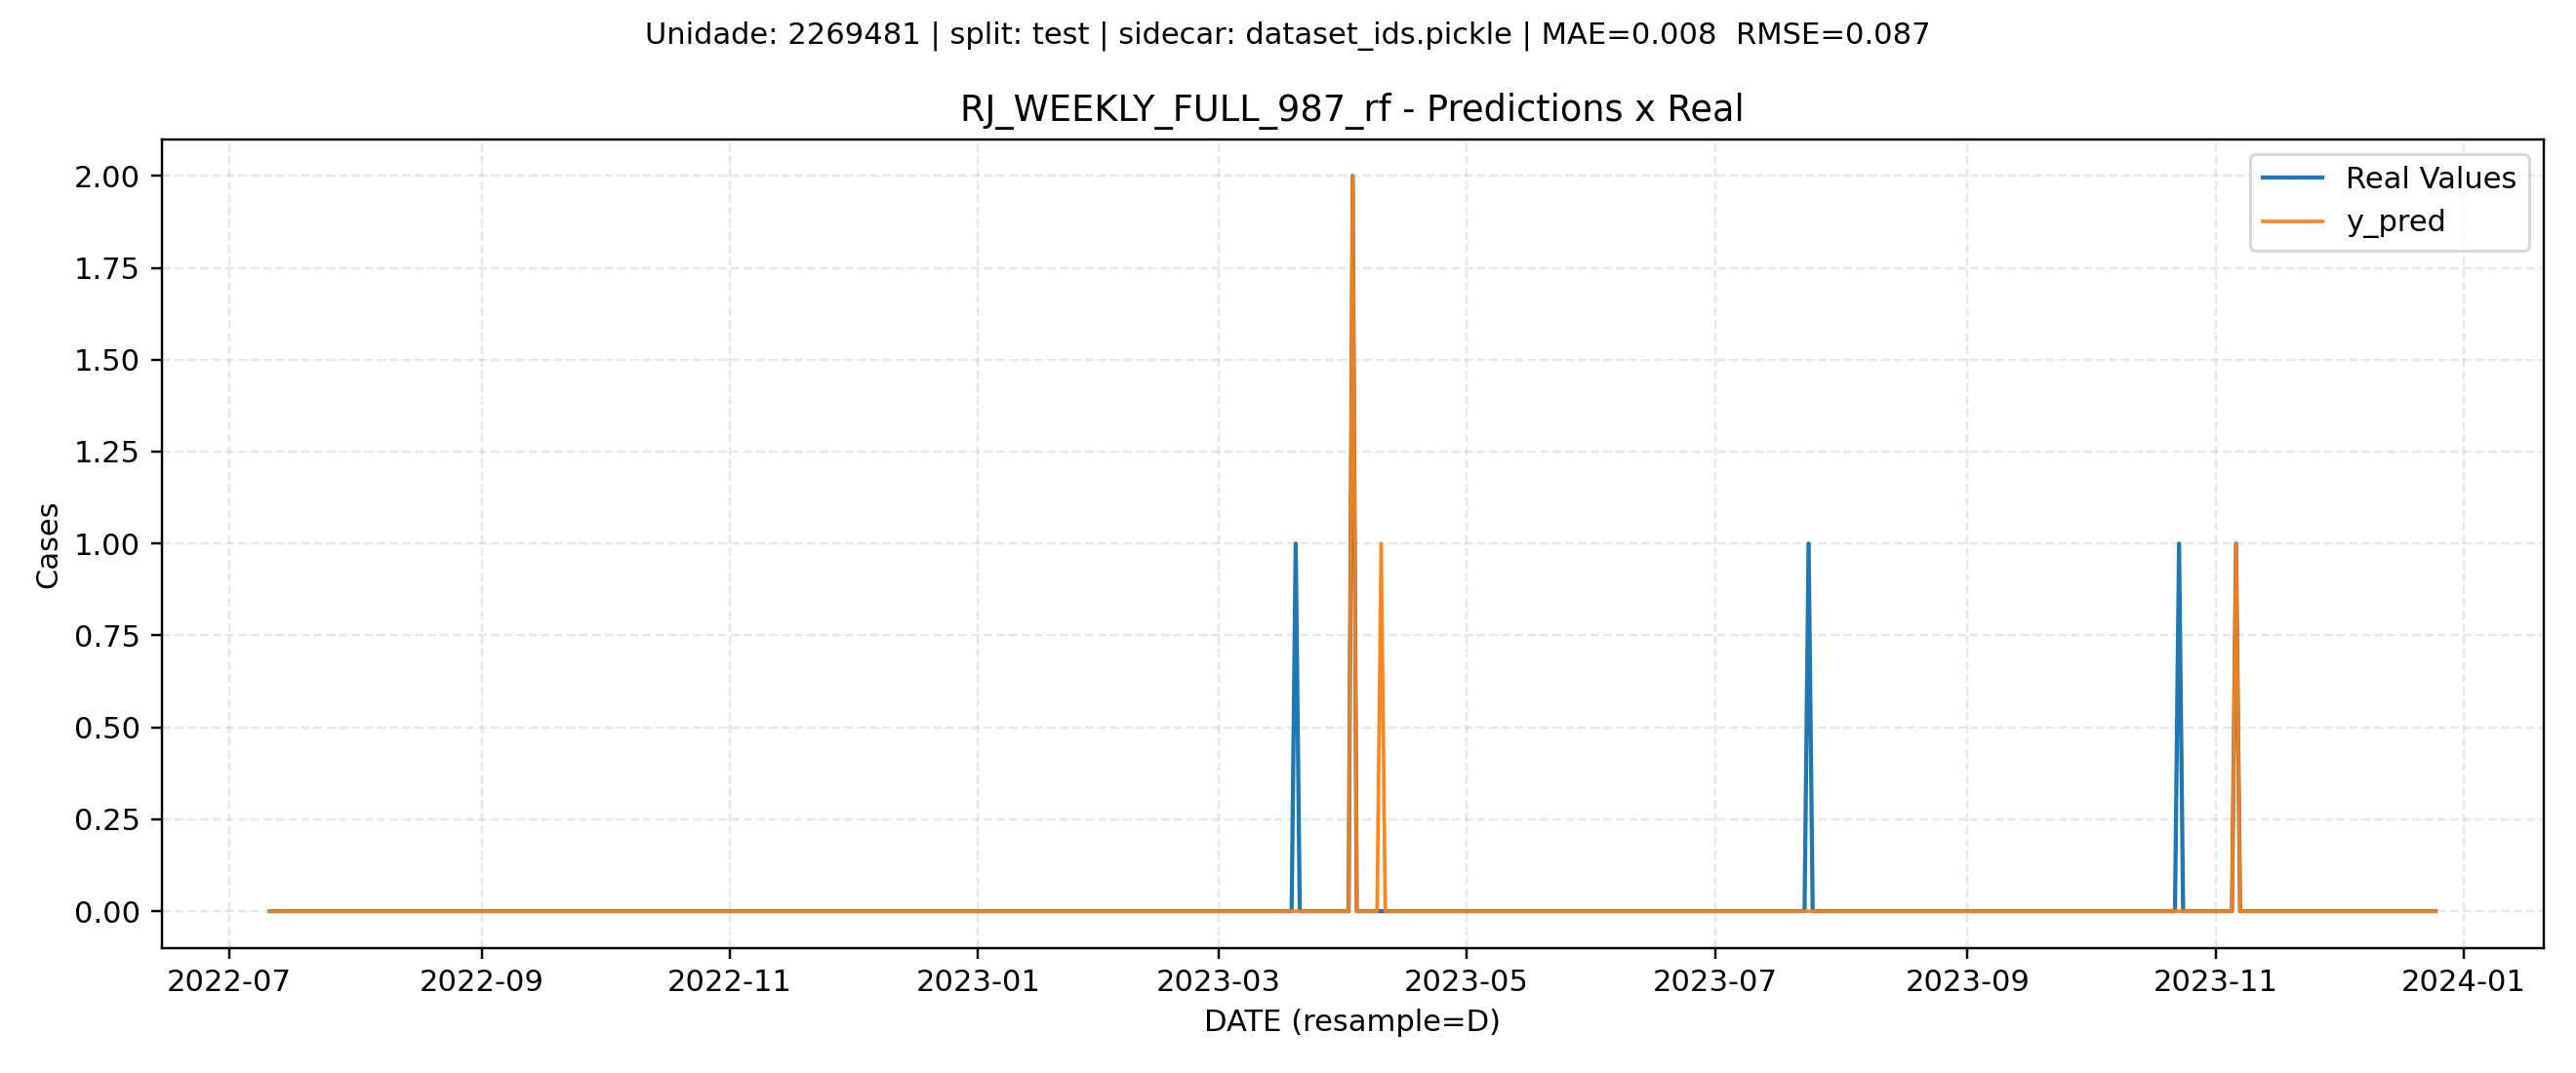 Unidade: 2269481 | split: test | sidecar: dataset_ids.pickle | MAE=0.008  RMSE=0.087
RJ_WEEKLY_FULL_987_rf - Predictions x Real
Real Values
y_pred
2.00
1.75
1.50
1.25
1.00
0.75
0.50
0.25
0.00
Cases
2022-07 2022-09 2022-11 2023-01 2023-03 2023-05 2023-07 2023-09 2023-11 2024-01
DATE (resample=D)